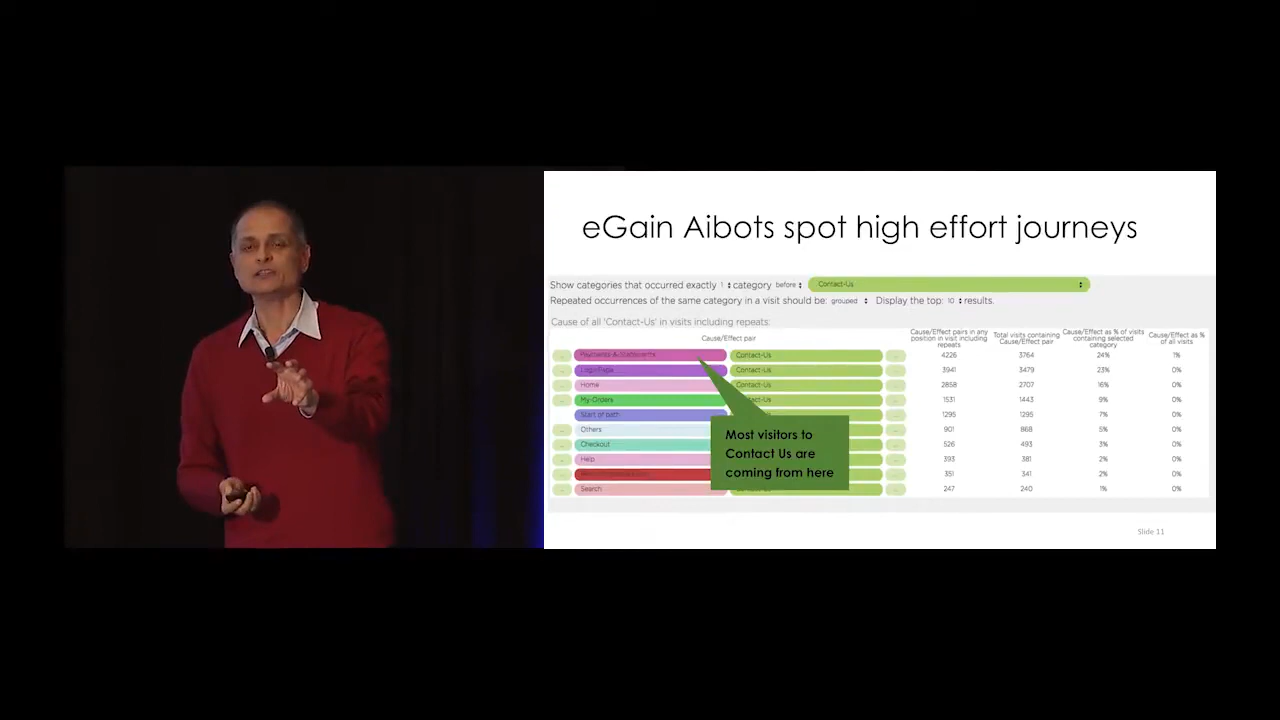 eGain Aibots spot high effort journeys
Show categories that occurred exactly 1 category before Contact-Us
Repeated occurrences of the same category in a visit should be: grouped Display the top: 10 results.
Cause of all 'Contact-Us' in visits including repeats:
Cause/Effect pair
Cause/Effect pairs in any position in visit including repeats
Total visits containing Cause/Effect pair
Cause/Effect as % of visits containing selected category
Cause/Effect as % of all visits
Payments & Statements Contact-Us 4226 3764 24% 1%
Contact-Us 3941 3479 23% 0%
Home Contact-Us 2858 2707 16% 0%
My-Orders Contact-Us 1531 1443 9% 0%
Start of path 1295 1295 7% 0%
Others 901 868 5% 0%
Checkout 526 493 3% 0%
Help 393 381 2% 0%
351 341 2% 0%
Search 247 240 1% 0%
Most visitors to
Contact Us are
coming from here
Slide 11